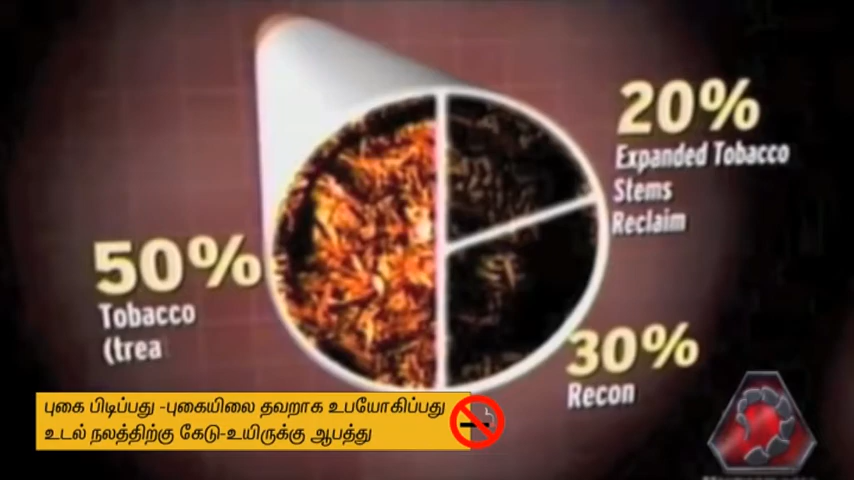 20%
Expanded Tobacco
Stems
Reclaim
50%
Tobacco
(trea
30%
Recon
புகை பிடிப்பது -புகையிலை தவறாக உபயோகிப்பது
உடல் நலத்திற்கு கேடு-உயிருக்கு ஆபத்து